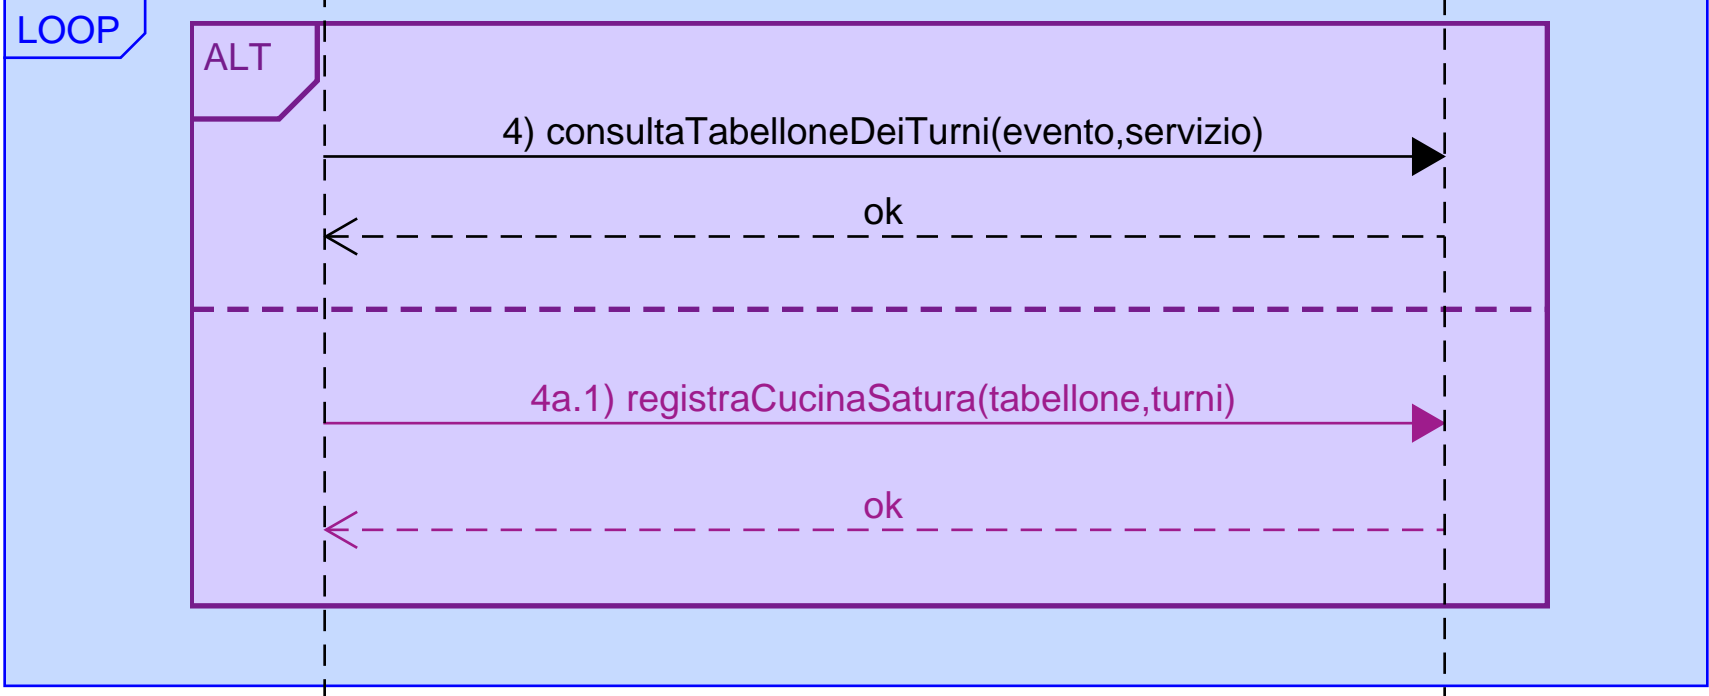 LOOP
ALT
4) consultaTabelloneDeiTurni(evento,servizio)
ok
4a.1) registraCucinaSatura(tabellone,turni)
ok